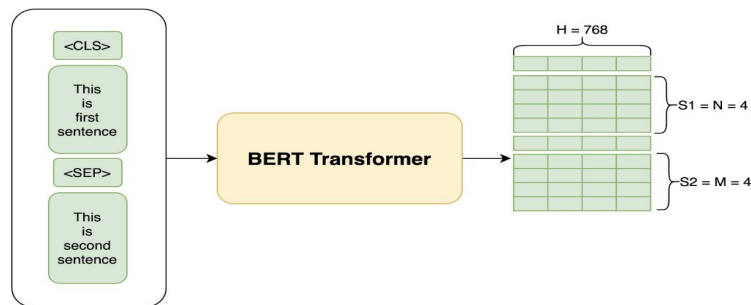 <CLS>
This
is
first
sentence
<SEP>
This
is
second
sentence
BERT Transformer
H = 768
S1 = N = 4
S2 = M = 4